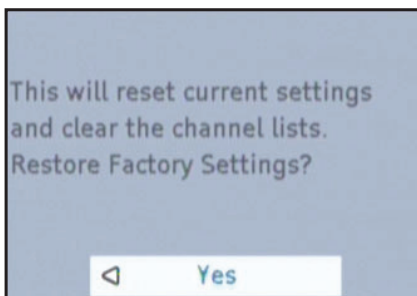 This will reset current settings
and clear the channel lists.
Restore Factory Settings?
Yes